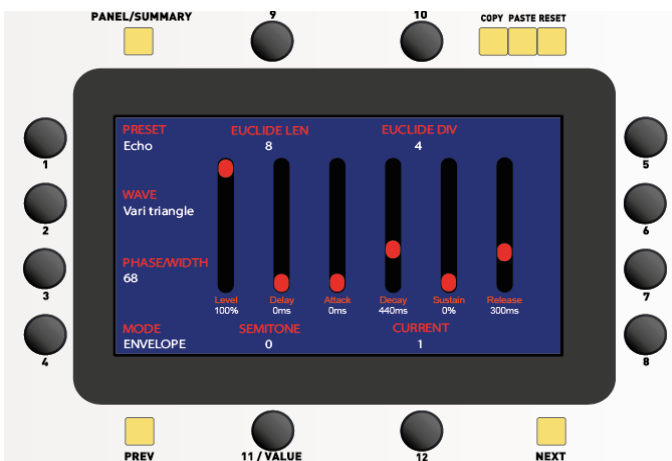 PANEL/SUMMARY
9
10
COPY PASTE RESET
1
2
3
4
PRESET
Echo
EUCLIDE LEN
8
EUCLIDE DIV
4
WAVE
Vari triangle
PHASE/WIDTH
68
Level
100%
Delay
0ms
Attack
0ms
Decay
440ms
Sustain
0%
Release
300ms
MODE
ENVELOPE
SEMITONE
0
CURRENT
1
5
6
7
8
PREV
11 / VALUE
12
NEXT